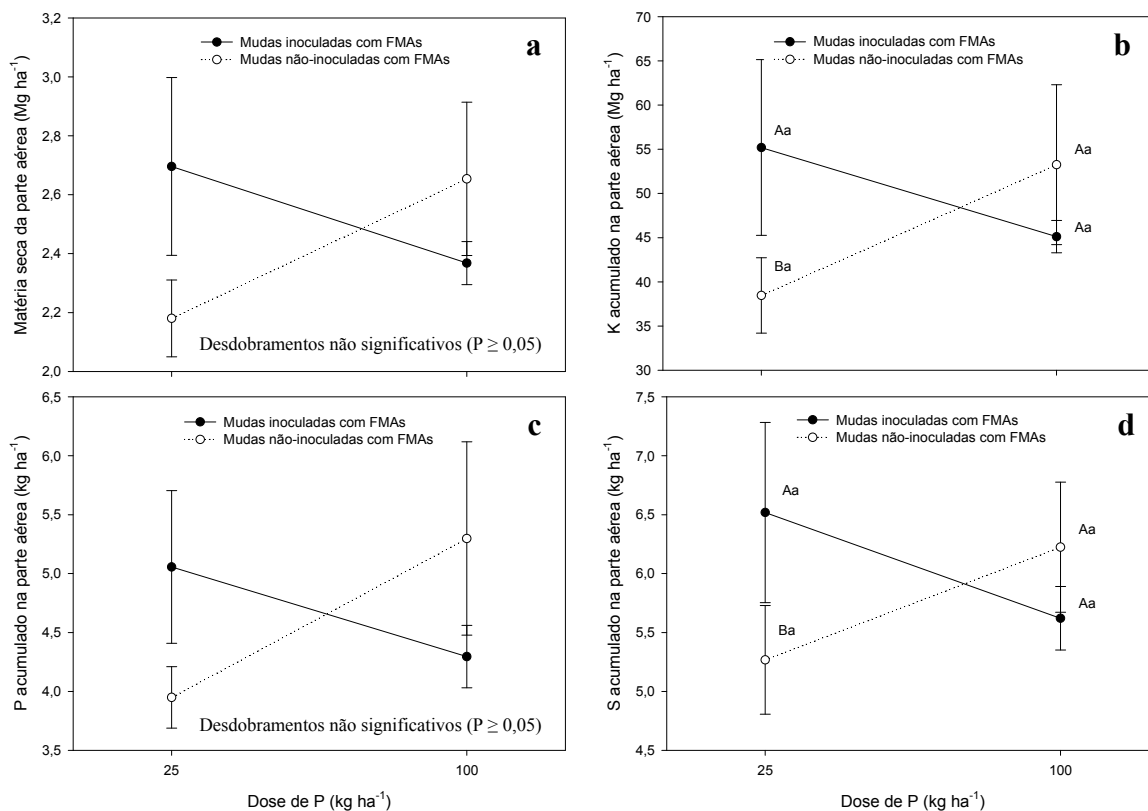 a
Mudas inoculadas com FMAs
Mudas não-inoculadas com FMAs
Matéria seca da parte aérea (Mg ha⁻¹)
3,2
3,0
2,8
2,6
2,4
2,2
2,0
25
100
Desdobramentos não significativos (P ≥ 0,05)
b
Mudas inoculadas com FMAs
Mudas não-inoculadas com FMAs
K acumulado na parte aérea (Mg ha⁻¹)
70
65
60
55
50
45
40
35
30
Aa
Aa
Aa
Ba
c
Mudas inoculadas com FMAs
Mudas não-inoculadas com FMAs
P acumulado na parte aérea (kg ha⁻¹)
6,5
6,0
5,5
5,0
4,5
4,0
3,5
Desdobramentos não significativos (P ≥ 0,05)
25
100
Dose de P (kg ha⁻¹)
d
Mudas inoculadas com FMAs
Mudas não-inoculadas com FMAs
S acumulado na parte aérea (kg ha⁻¹)
7,5
7,0
6,5
6,0
5,5
5,0
4,5
Aa
Aa
Aa
Ba
25
100
Dose de P (kg ha⁻¹)